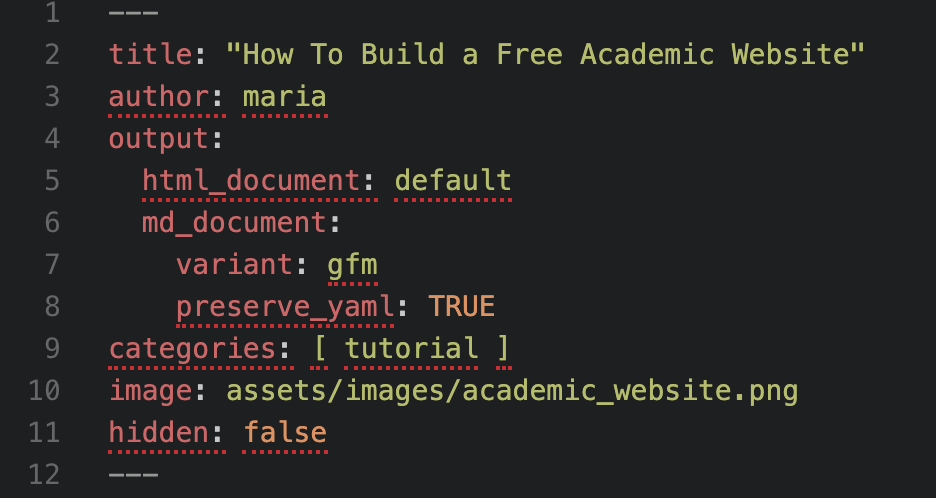 1 ---
2 title: "How To Build a Free Academic Website"
3 author: maria
4 output:
5   html_document: default
6   md_document:
7     variant: gfm
8     preserve_yaml: TRUE
9 categories: [ tutorial ]
10 image: assets/images/academic_website.png
11 hidden: false
12 ---